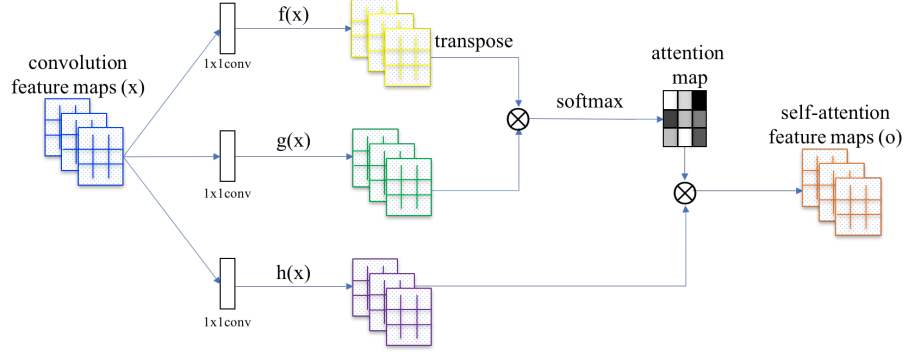 f(x)
1x1conv
transpose
convolution
feature maps (x)
attention
map
softmax
self-attention
feature maps (o)
g(x)
1x1conv
h(x)
1x1conv